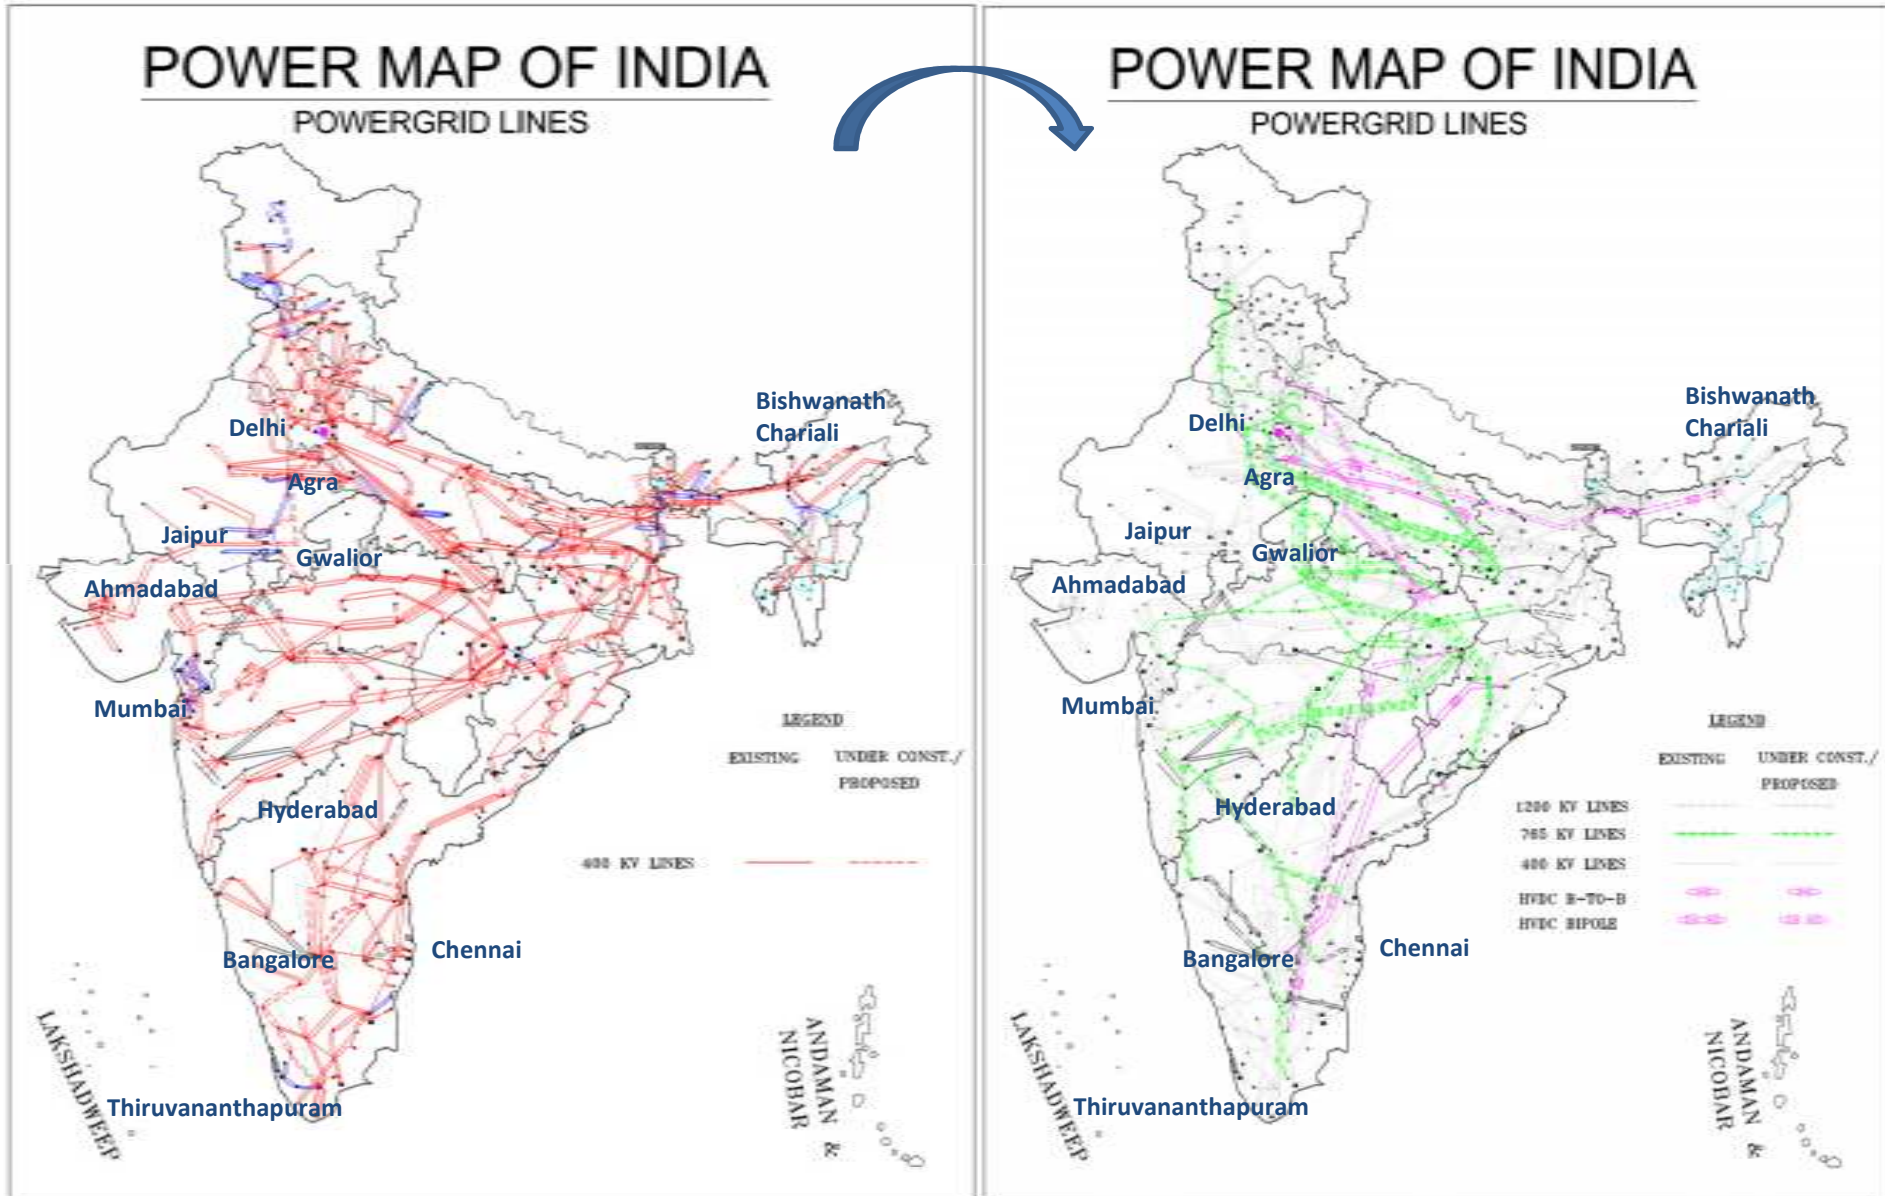 POWER MAP OF INDIA
POWERGRID LINES
Bishwanath
Chariali
Delhi
Agra
Jaipur
Gwalior
Ahmadabad
Mumbai
LEGEND
EXISTING UNDER CONST./
PROPOSED
Hyderabad
400 KV LINES
Bangalore
Chennai
LAKSHADWEEP
ANDAMAN &
NICOBAR
Thiruvananthapuram
POWER MAP OF INDIA
POWERGRID LINES
Bishwanath
Chariali
Delhi
Agra
Jaipur
Gwalior
Ahmadabad
Mumbai
LEGEND
EXISTING UNDER CONST./
PROPOSED
Hyderabad
1200 KV LINES
765 KV LINES
400 KV LINES
HVDC B-TO-B
HVDC BIPOLE
Bangalore
Chennai
LAKSHADWEEP
ANDAMAN &
NICOBAR
Thiruvananthapuram